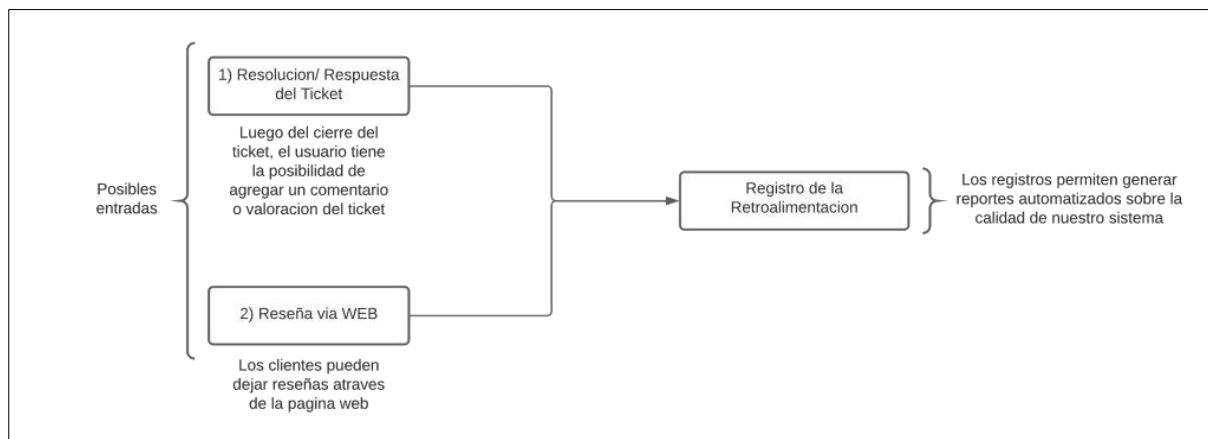 Posibles
entradas
1) Resolucion/ Respuesta
del Ticket
Luego del cierre del
ticket, el usuario tiene
la posibilidad de
agregar un comentario
o valoracion del ticket
2) Reseña via WEB
Los clientes pueden
dejar reseñas atraves
de la pagina web
Registro de la
Retroalimentacion
Los registros permiten generar
reportes automatizados sobre la
calidad de nuestro sistema